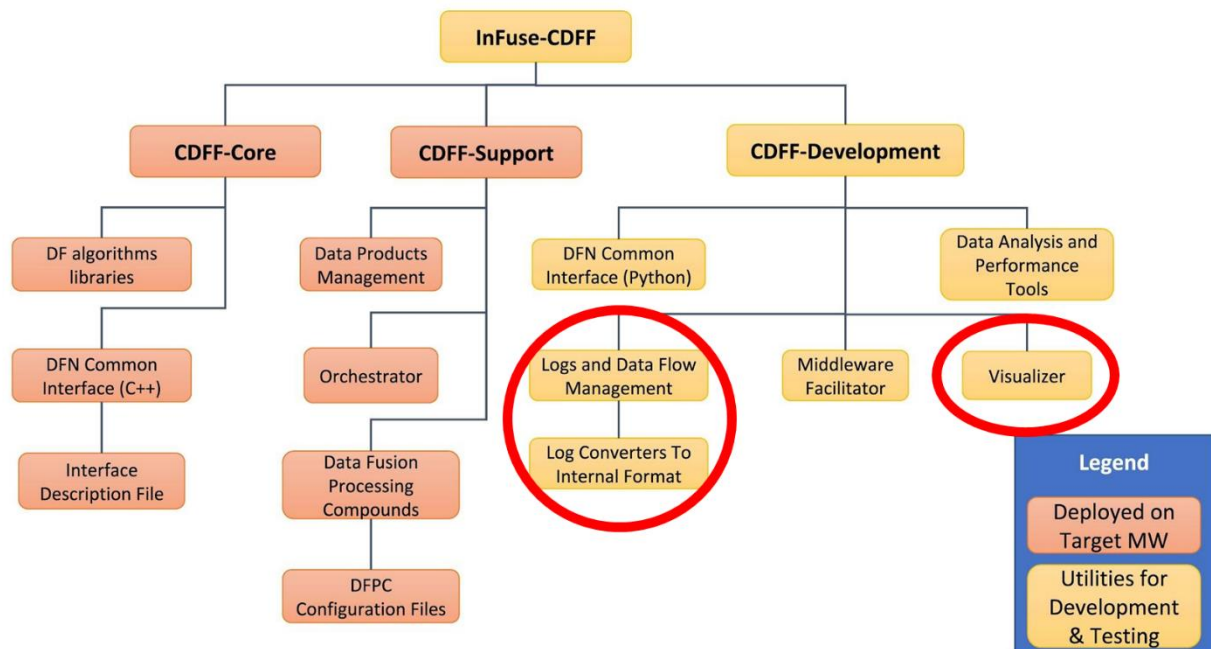 InFuse-CDFF
CDFF-Core
CDFF-Support
CDFF-Development
DF algorithms
libraries
Data Products
Management
DFN Common
Interface (Python)
Data Analysis and
Performance
Tools
DFN Common
Interface (C++)
Orchestrator
Logs and Data Flow
Management
Middleware
Facilitator
Visualizer
Interface
Description File
Data Fusion
Processing
Compounds
Log Converters To
Internal Format
DFPC
Configuration Files
Legend
Deployed on
Target MW
Utilities for
Development
& Testing